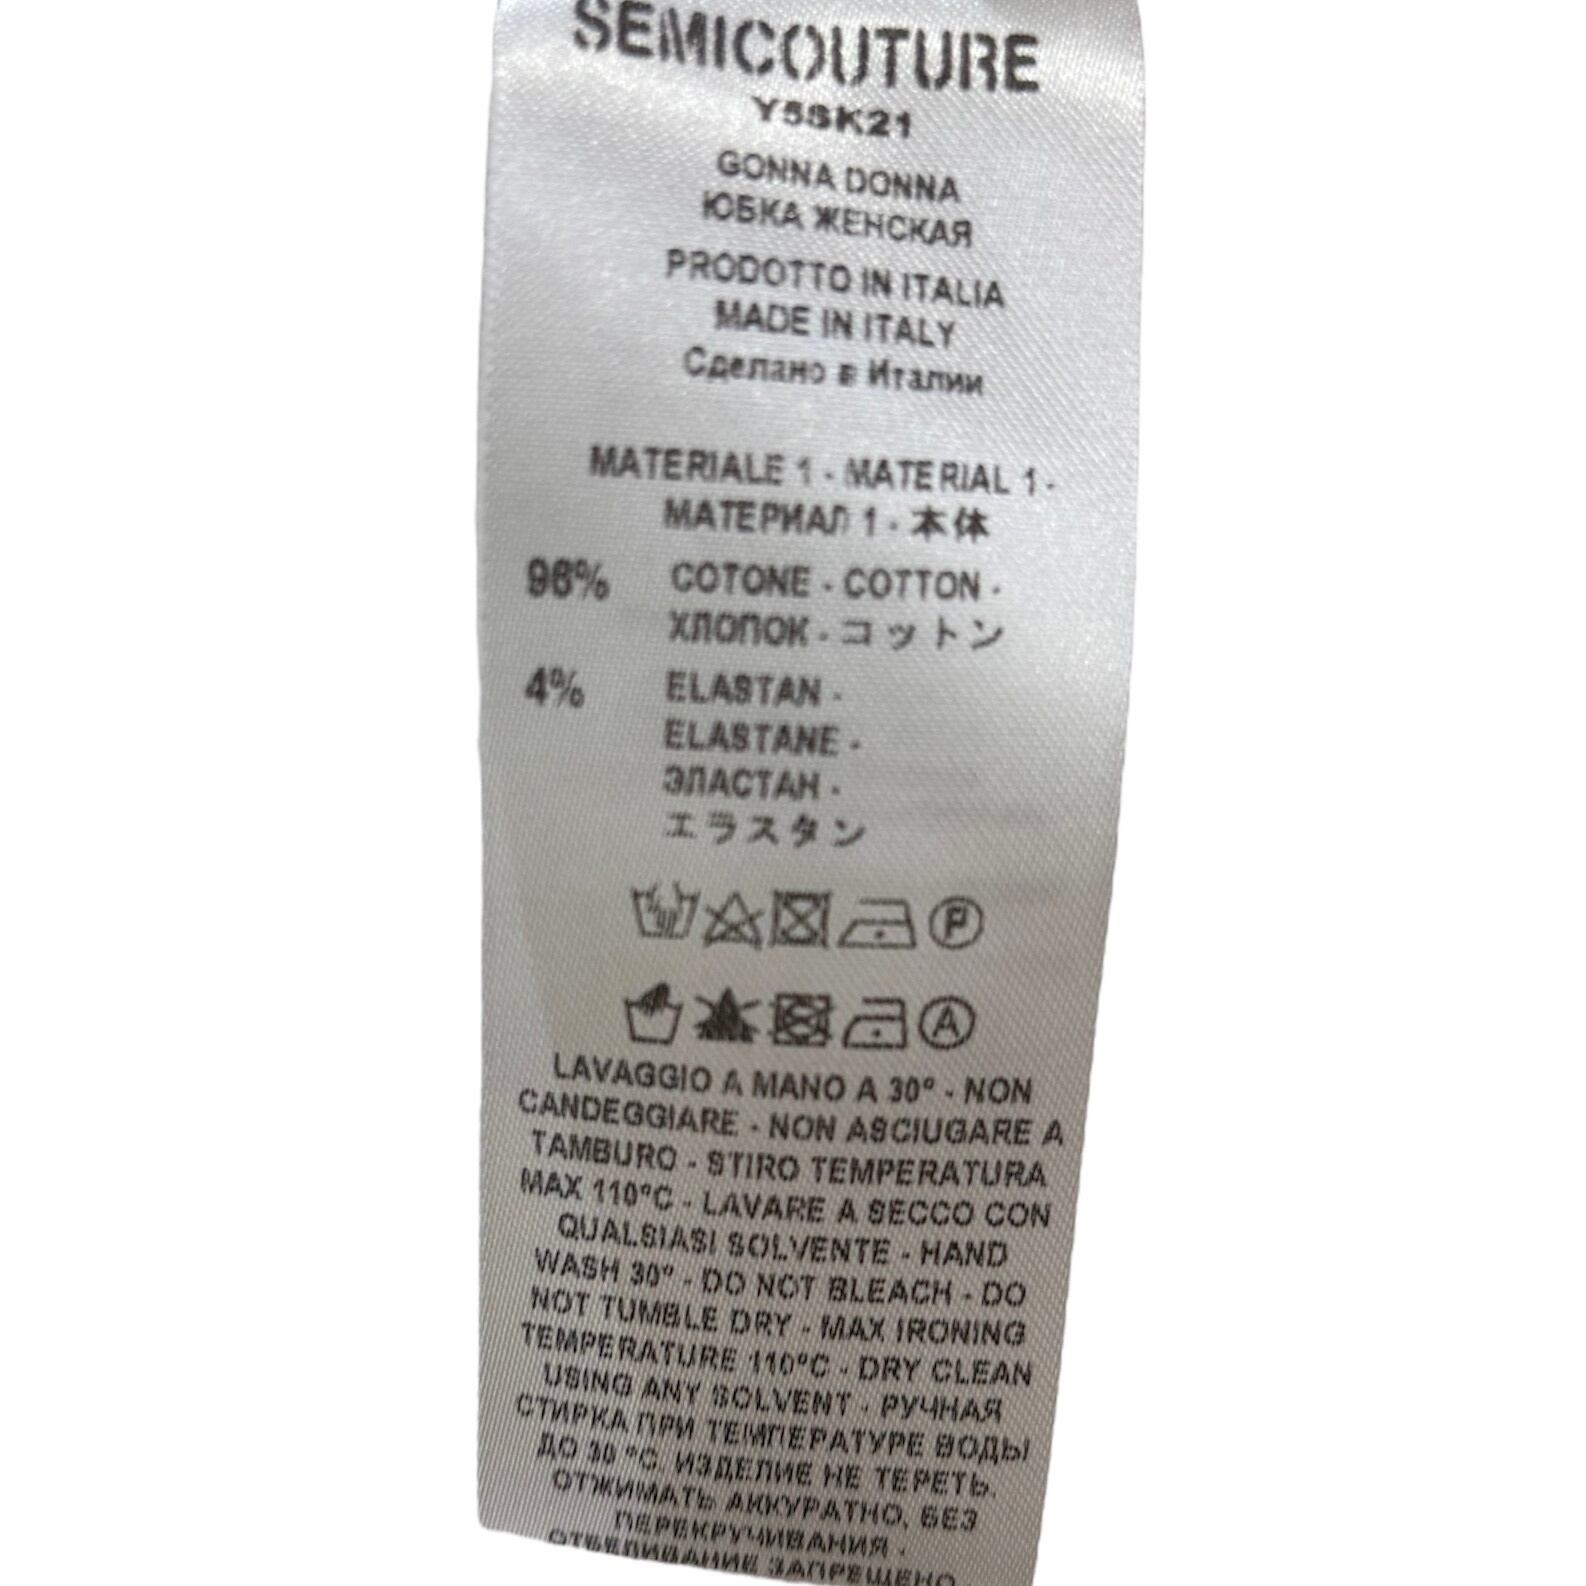 SEMICOUTURE
Y5SK21
GONNA DONNA
ЮБКА ЖЕНСКАЯ
PRODOTTO IN ITALIA
MADE IN ITALY
Сделано в Италии
MATERIALE 1 - MATERIAL 1 -
МАТЕРИАЛ 1 - 本体
96% COTONE - COTTON -
ХЛОПОК - コットン
4% ELASTAN -
ELASTANE -
ЭЛАСТАН -
エラスタン
P
A
LAVAGGIO A MANO A 30° - NON
CANDEGGIARE - NON ASCIUGARE A
TAMBURO - STIRO TEMPERATURA
MAX 110°C - LAVARE A SECCO CON
QUALSIASI SOLVENTE - HAND
WASH 30° - DO NOT BLEACH - DO
NOT TUMBLE DRY - MAX IRONING
TEMPERATURE 110°C - DRY CLEAN
USING ANY SOLVENT - РУЧНАЯ
СТИРКА ПРИ ТЕМПЕРАТУРЕ ВОДЫ
ДО 30 °C. ИЗДЕЛИЕ НЕ ТЕРЕТЬ.
ОТЖИМАТЬ АККУРАТНО, БЕЗ
ПЕРЕКРУЧИВАНИЯ -
ОТБЕЛИВАНИЕ ЗАПРЕЩЕНО -